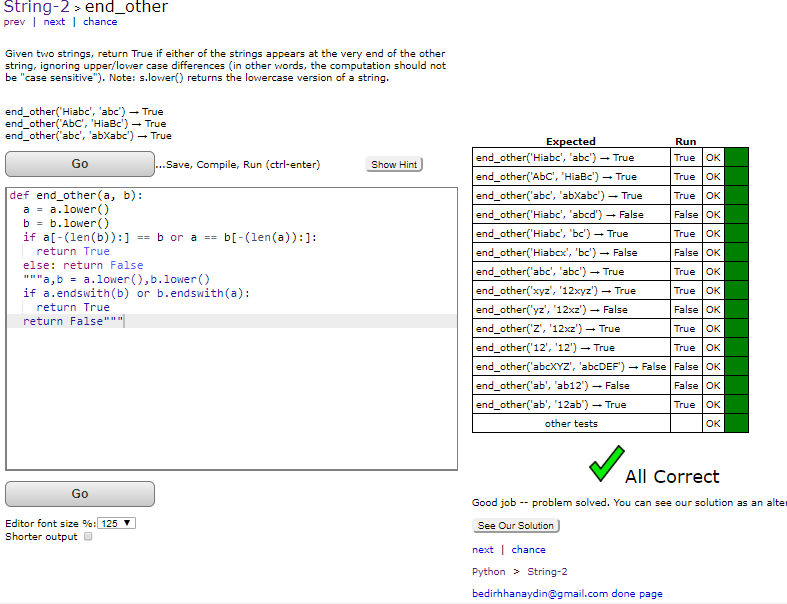 String-2 > end_other
prev | next | chance
Given two strings, return True if either of the strings appears at the very end of the other
string, ignoring upper/lower case differences (in other words, the computation should not
be "case sensitive"). Note: s.lower() returns the lowercase version of a string.
end_other('Hiabc', 'abc') → True
end_other('AbC', 'HiaBc') → True
end_other('abc', 'abXabc') → True
Go ...Save, Compile, Run (ctrl-enter) Show Hint
def end_other(a, b):
  a = a.lower()
  b = b.lower()
  if a[-(len(b)):] == b or a == b[-(len(a)):]:
    return True
  else: return False
  """a,b = a.lower(),b.lower()
  if a.endswith(b) or b.endswith(a):
    return True
  return False"""
Go
Editor font size %: 125 ▼
Shorter output
Expected Run
end_other('Hiabc', 'abc') → True True OK
end_other('AbC', 'HiaBc') → True True OK
end_other('abc', 'abXabc') → True True OK
end_other('Hiabc', 'abcd') → False False OK
end_other('Hiabc', 'bc') → True True OK
end_other('Hiabcx', 'bc') → False False OK
end_other('abc', 'abc') → True True OK
end_other('xyz', '12xyz') → True True OK
end_other('yz', '12xz') → False False OK
end_other('Z', '12xz') → True True OK
end_other('12', '12') → True True OK
end_other('abcXYZ', 'abcDEF') → False False OK
end_other('ab', 'ab12') → False False OK
end_other('ab', '12ab') → True True OK
other tests OK
All Correct
Good job -- problem solved. You can see our solution as an alter
See Our Solution
next | chance
Python > String-2
bedirhhanaydin@gmail.com done page